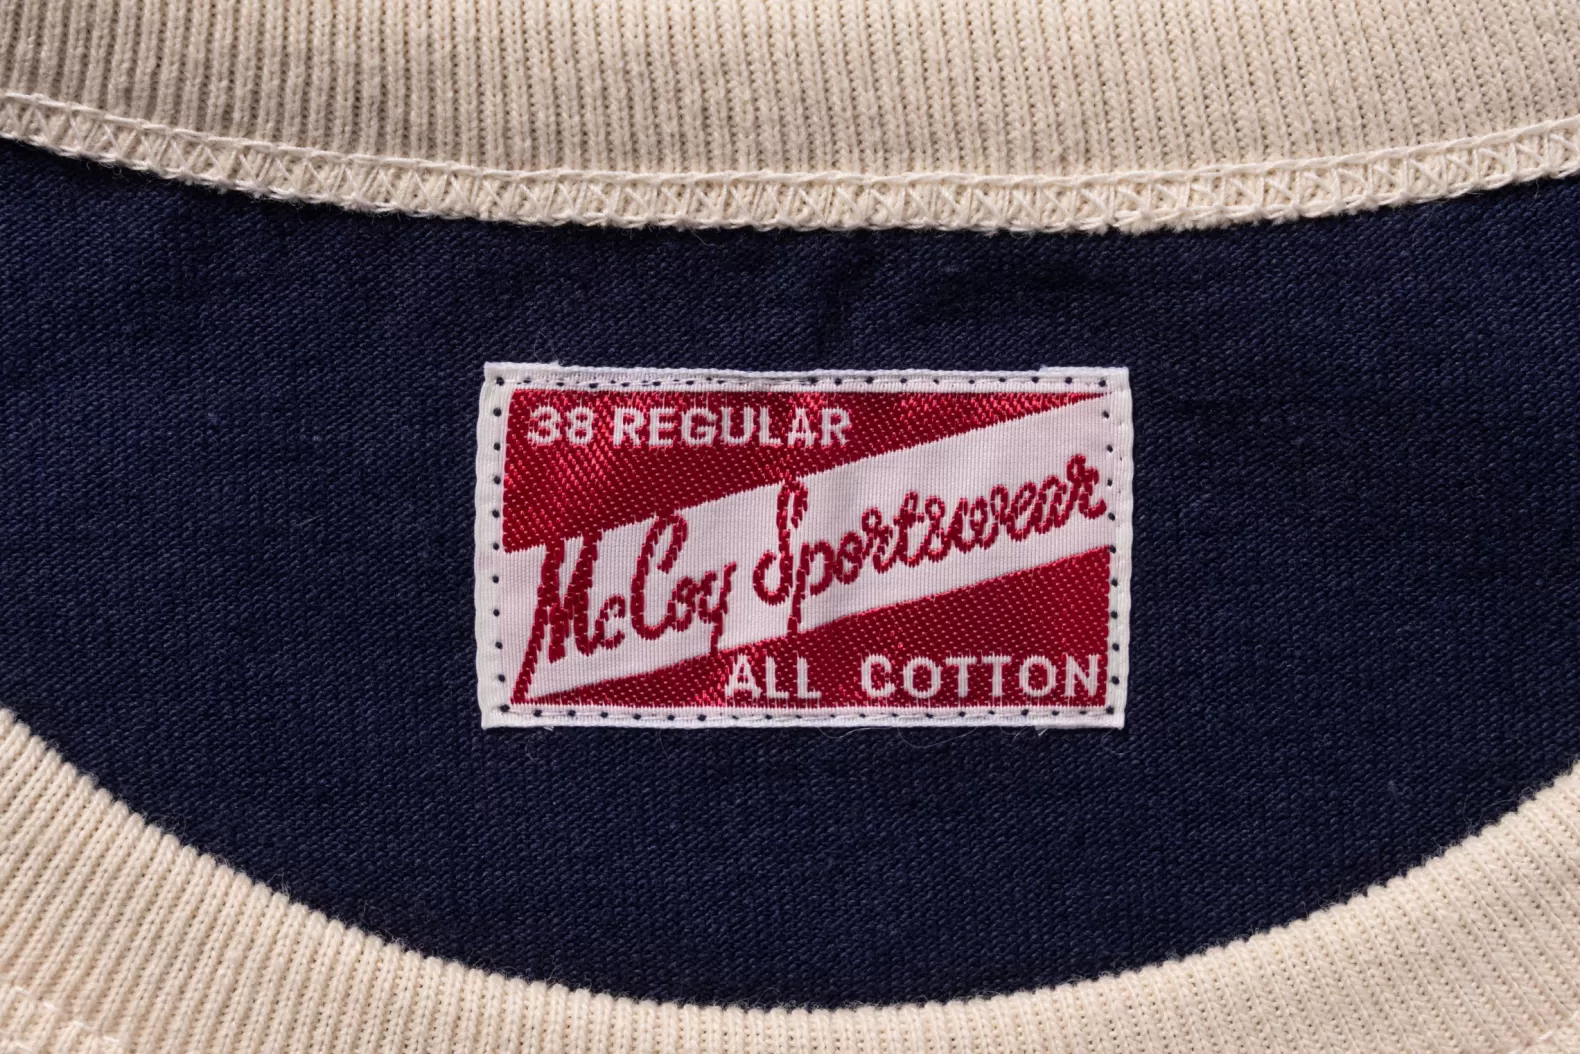 38 REGULAR
McCoy Sportswear
ALL COTTON